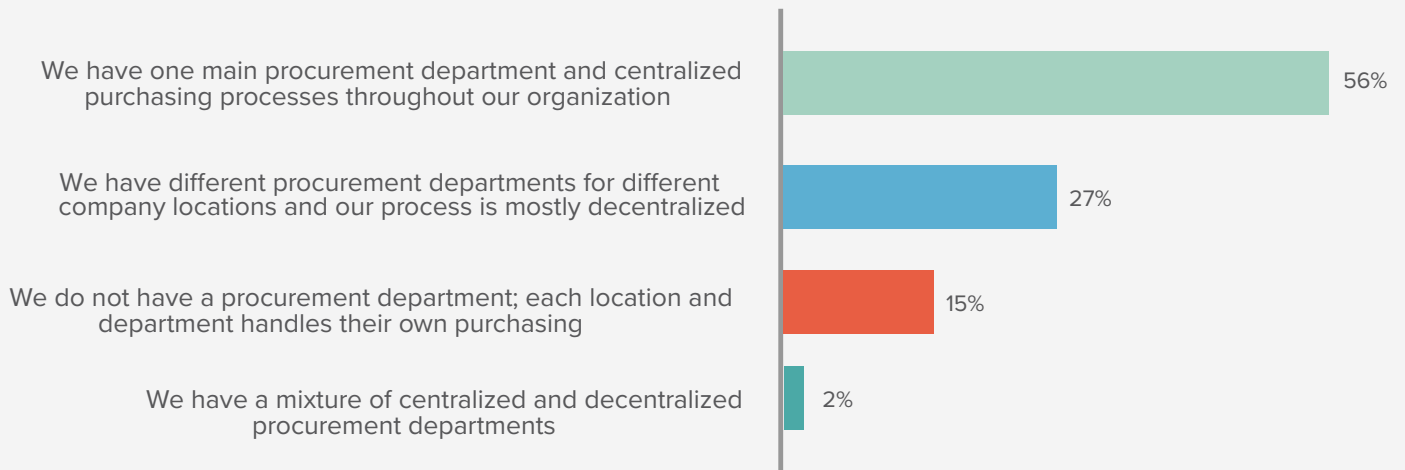 We have one main procurement department and centralized
purchasing processes throughout our organization
56%
We have different procurement departments for different
company locations and our process is mostly decentralized
27%
We do not have a procurement department; each location and
department handles their own purchasing
15%
We have a mixture of centralized and decentralized
procurement departments
2%